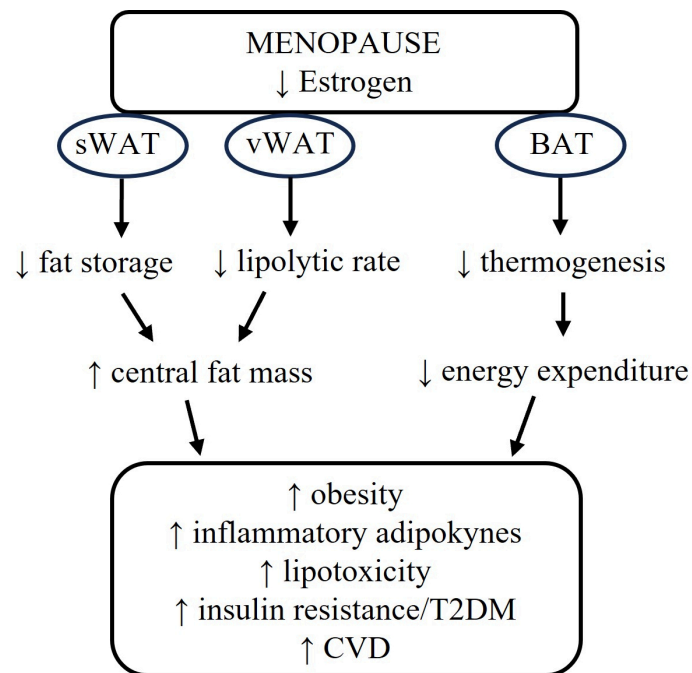 MENOPAUSE
↓ Estrogen
sWAT vWAT BAT
↓ fat storage ↓ lipolytic rate ↓ thermogenesis
↑ central fat mass ↓ energy expenditure
↑ obesity
↑ inflammatory adipokynes
↑ lipotoxicity
↑ insulin resistance/T2DM
↑ CVD